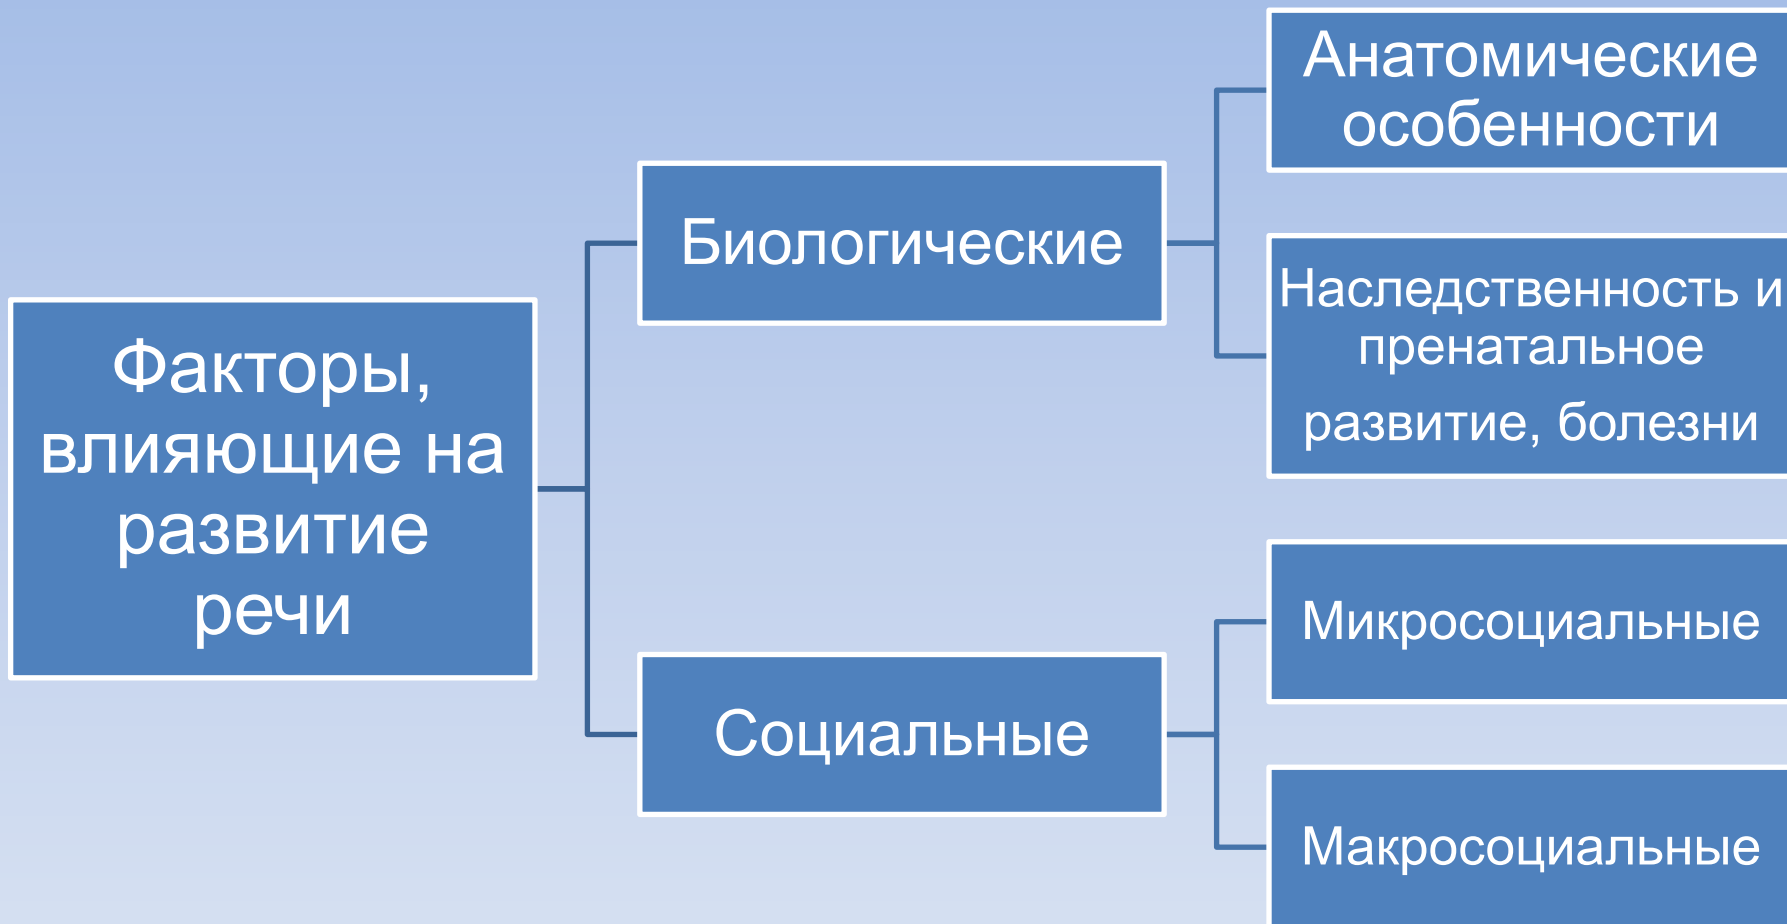 Факторы,
влияющие на
развитие
речи
Биологические
Анатомические
особенности
Наследственность и
пренатальное
развитие, болезни
Социальные
Микросоциальные
Макросоциальные